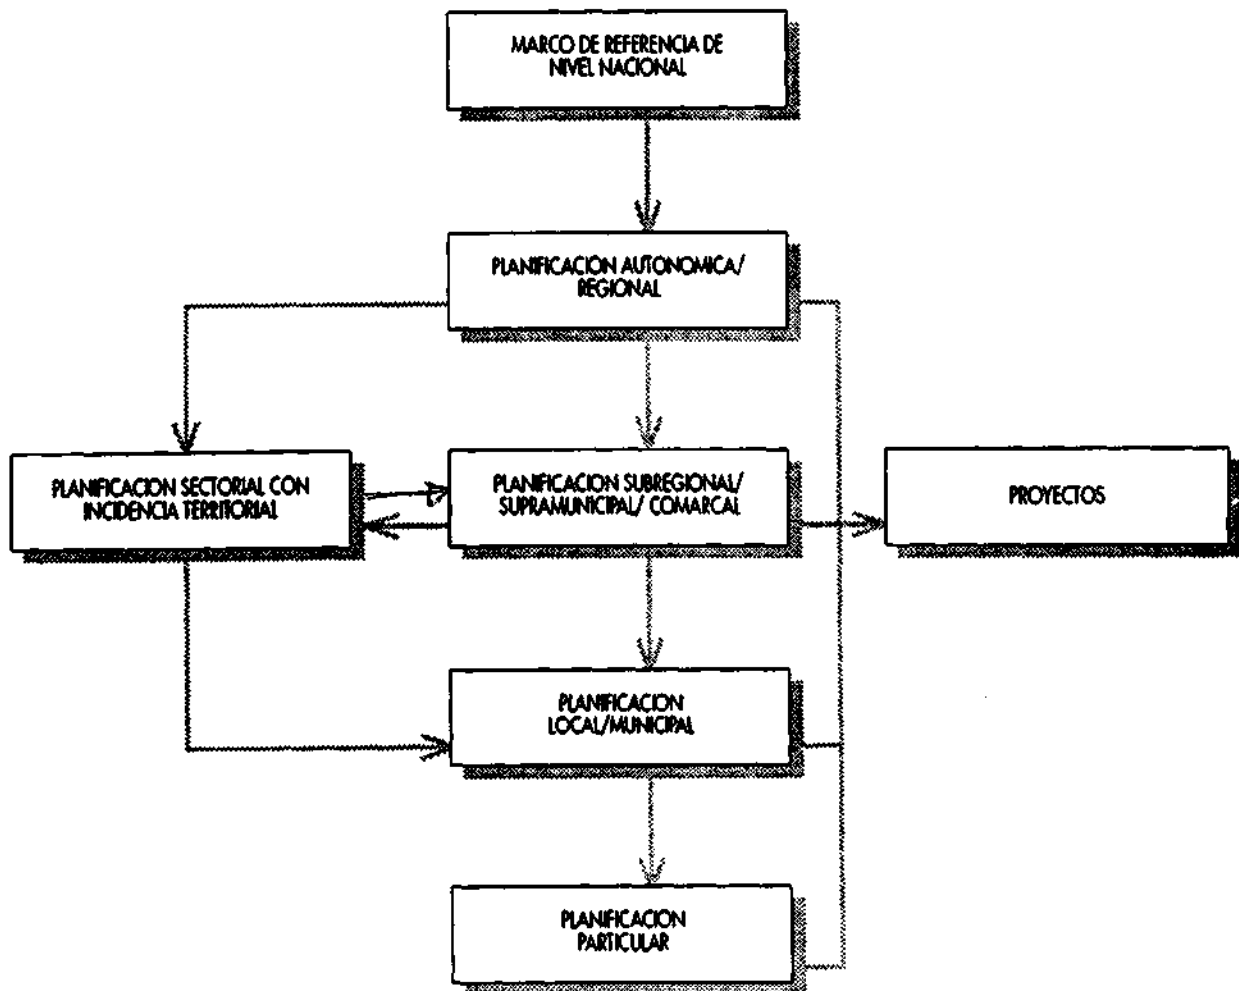 MARCO DE REFERENCIA DE
NIVEL NACIONAL
PLANIFICACION AUTONOMICA/
REGIONAL
PLANIFICACION SECTORIAL CON
INCIDENCIA TERRITORIAL
PLANIFICACION SUBREGIONAL/
SUPRAMUNICIPAL/ COMARCAL
PROYECTOS
PLANIFICACION
LOCAL/MUNICIPAL
PLANIFICACION
PARTICULAR